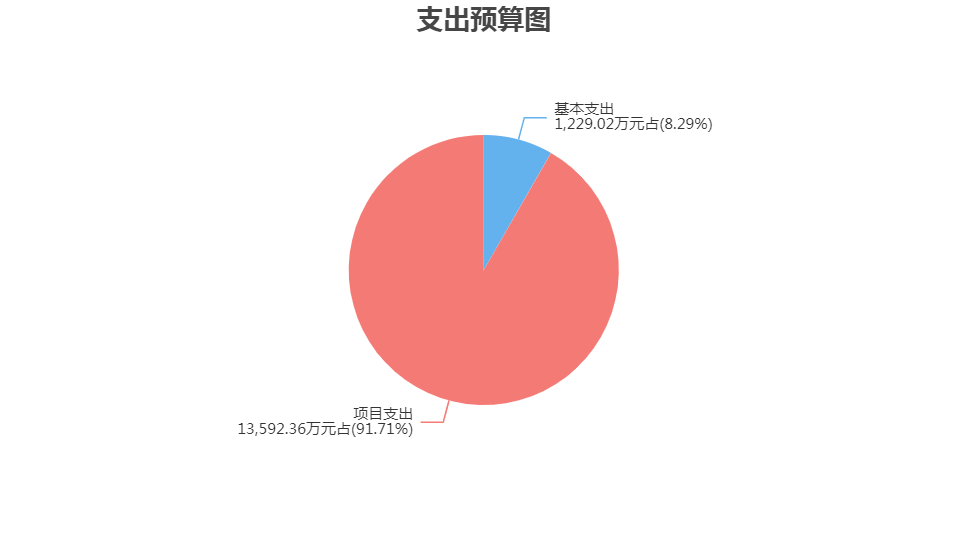 支出预算图
基本支出
1,229.02万元占(8.29%)
项目支出
13,592.36万元占(91.71%)